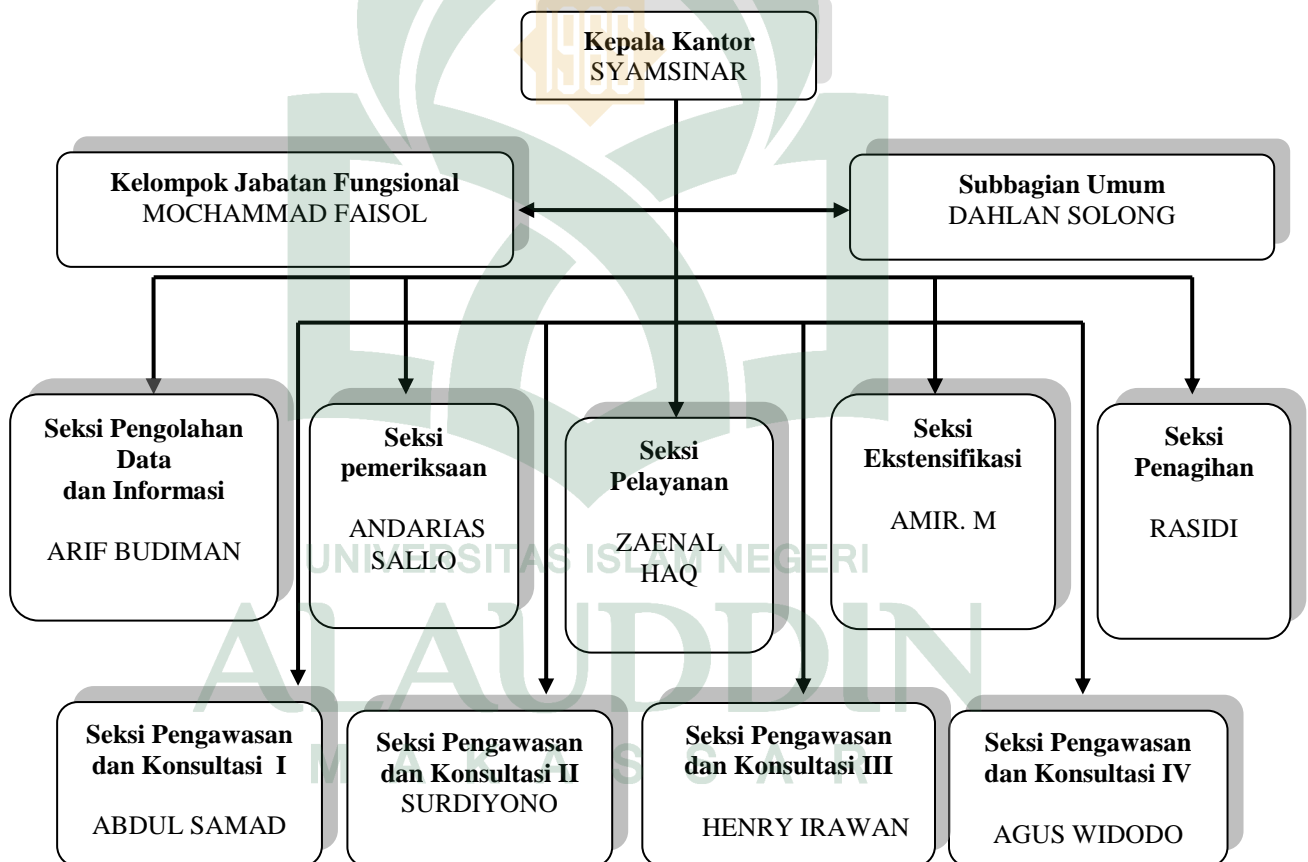 1986
Kepala Kantor
SYAMSINAR
Kelompok Jabatan Fungsional
MOCHAMMAD FAISOL
Subbagian Umum
DAHLAN SOLONG
Seksi Pengolahan
Data
dan Informasi
ARIF BUDIMAN
Seksi
pemeriksaan
ANDARIAS
SALLO
Seksi
Pelayanan
ZAENAL
HAQ
Seksi
Ekstensifikasi
AMIR. M
Seksi
Penagihan
RASIDI
UNIVERSITAS ISLAM NEGERI
ALAUDDIN
MAKASSAR
Seksi Pengawasan
dan Konsultasi I
ABDUL SAMAD
Seksi Pengawasan
dan Konsultasi II
SURDIYONO
Seksi Pengawasan
dan Konsultasi III
HENRY IRAWAN
Seksi Pengawasan
dan Konsultasi IV
AGUS WIDODO